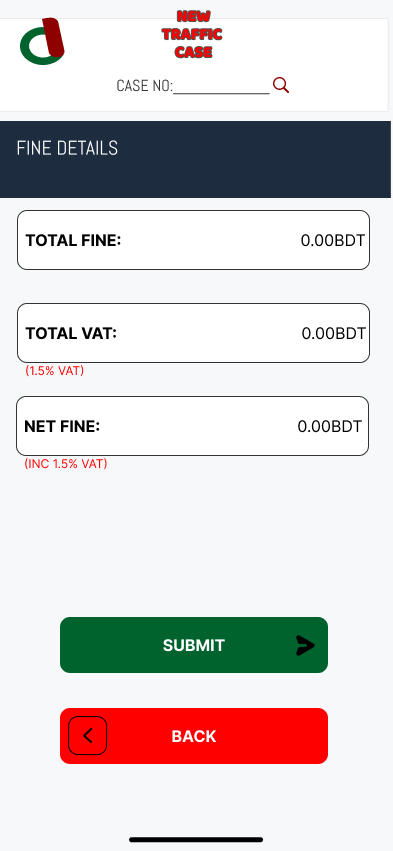 NEW
TRAFFIC
CASE
CASE NO:____________
FINE DETAILS
TOTAL FINE: 0.00BDT
TOTAL VAT: 0.00BDT
(1.5% VAT)
NET FINE: 0.00BDT
(INC 1.5% VAT)
SUBMIT
BACK